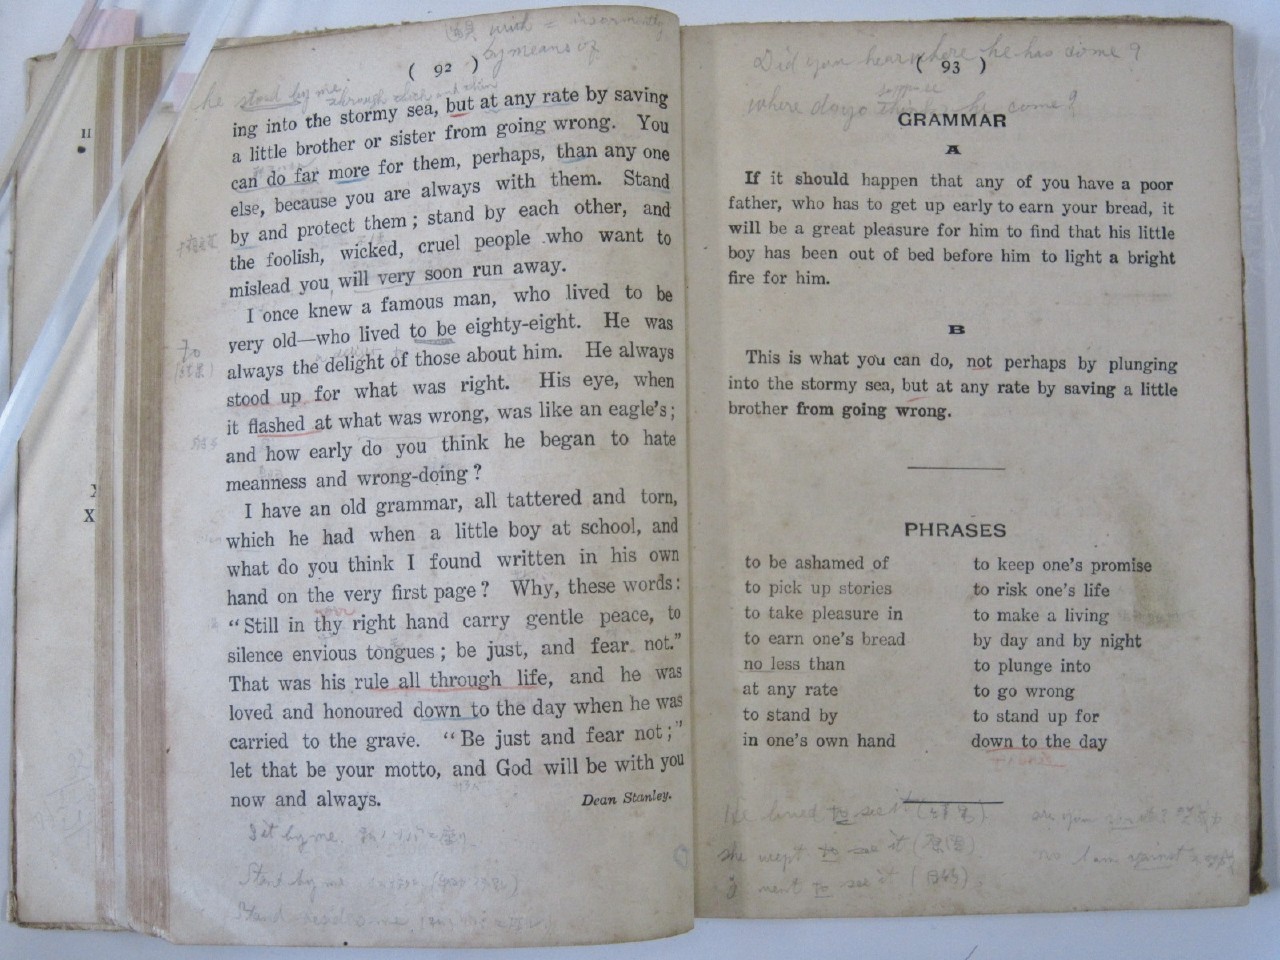 ( 92 )
by means of
he stand by me
ing into the stormy sea, but at any rate by saving
a little brother or sister from going wrong. You
can do far more for them, perhaps, than any one
else, because you are always with them. Stand
by and protect them; stand by each other, and
the foolish, wicked, cruel people who want to
mislead you will very soon run away.
I once knew a famous man, who lived to be
very old—who lived to be eighty-eight. He was
always the delight of those about him. He always
stood up for what was right. His eye, when
it flashed at what was wrong, was like an eagle's;
and how early do you think he began to hate
meanness and wrong-doing?
I have an old grammar, all tattered and torn,
which he had when a little boy at school, and
what do you think I found written in his own
hand on the very first page? Why, these words:
your
"Still in thy right hand carry gentle peace, to
silence envious tongues; be just, and fear not."
That was his rule all through life, and he was
loved and honoured down to the day when he was
carried to the grave. "Be just and fear not;"
let that be your motto, and God will be with you
now and always. Dean Stanley.
Stand by me
II
X
Did you hear where he has come?
( 93 )
suppose
where do yo think he come?
GRAMMAR
A
If it should happen that any of you have a poor
father, who has to get up early to earn your bread, it
will be a great pleasure for him to find that his little
boy has been out of bed before him to light a bright
fire for him.
B
This is what you can do, not perhaps by plunging
into the stormy sea, but at any rate by saving a little
brother from going wrong.
PHRASES
to be ashamed of
to pick up stories
to take pleasure in
to earn one's bread
no less than
at any rate
to stand by
in one's own hand
to keep one's promise
to risk one's life
to make a living
by day and by night
to plunge into
to go wrong
to stand up for
down to the day
to see it
she wept to see it
to see it
no I am against